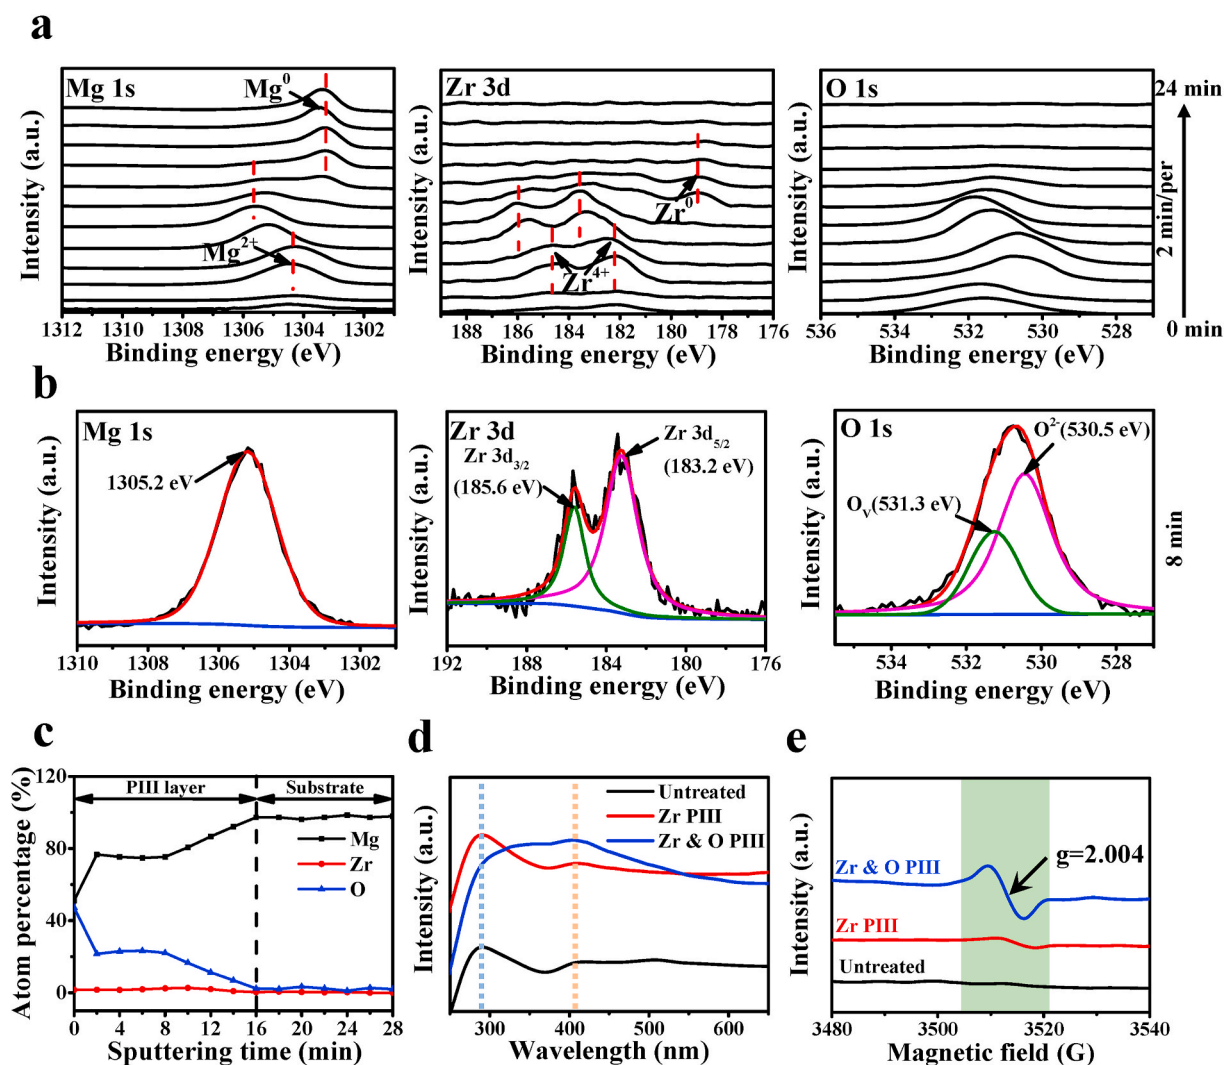 a
Mg 1s
Mg⁰
Mg²⁺
Intensity (a.u.)
1312 1310 1308 1306 1304 1302
Binding energy (eV)
Zr 3d
Zr⁰
Zr⁴⁺
Intensity (a.u.)
188 186 184 182 180 178 176
Binding energy (eV)
O 1s
Intensity (a.u.)
536 534 532 530 528
Binding energy (eV)
24 min
2 min/per
0 min
b
Mg 1s
1305.2 eV
Intensity (a.u.)
1310 1308 1306 1304 1302
Binding energy (eV)
Zr 3d
Zr 3d₃/₂
(185.6 eV)
Zr 3d₅/₂
(183.2 eV)
Intensity (a.u.)
192 188 184 180 176
Binding energy (eV)
O 1s
O²⁻(530.5 eV)
Oᵥ(531.3 eV)
Intensity (a.u.)
534 532 530 528
Binding energy (eV)
8 min
c
Atom percentage (%)
120
80
40
0
PIII layer
Substrate
Mg
Zr
O
0 4 8 12 16 20 24 28
Sputtering time (min)
d
Intensity (a.u.)
Untreated
Zr PIII
Zr & O PIII
300 400 500 600
Wavelength (nm)
e
Intensity (a.u.)
g=2.004
Zr & O PIII
Zr PIII
Untreated
3480 3500 3520 3540
Magnetic field (G)